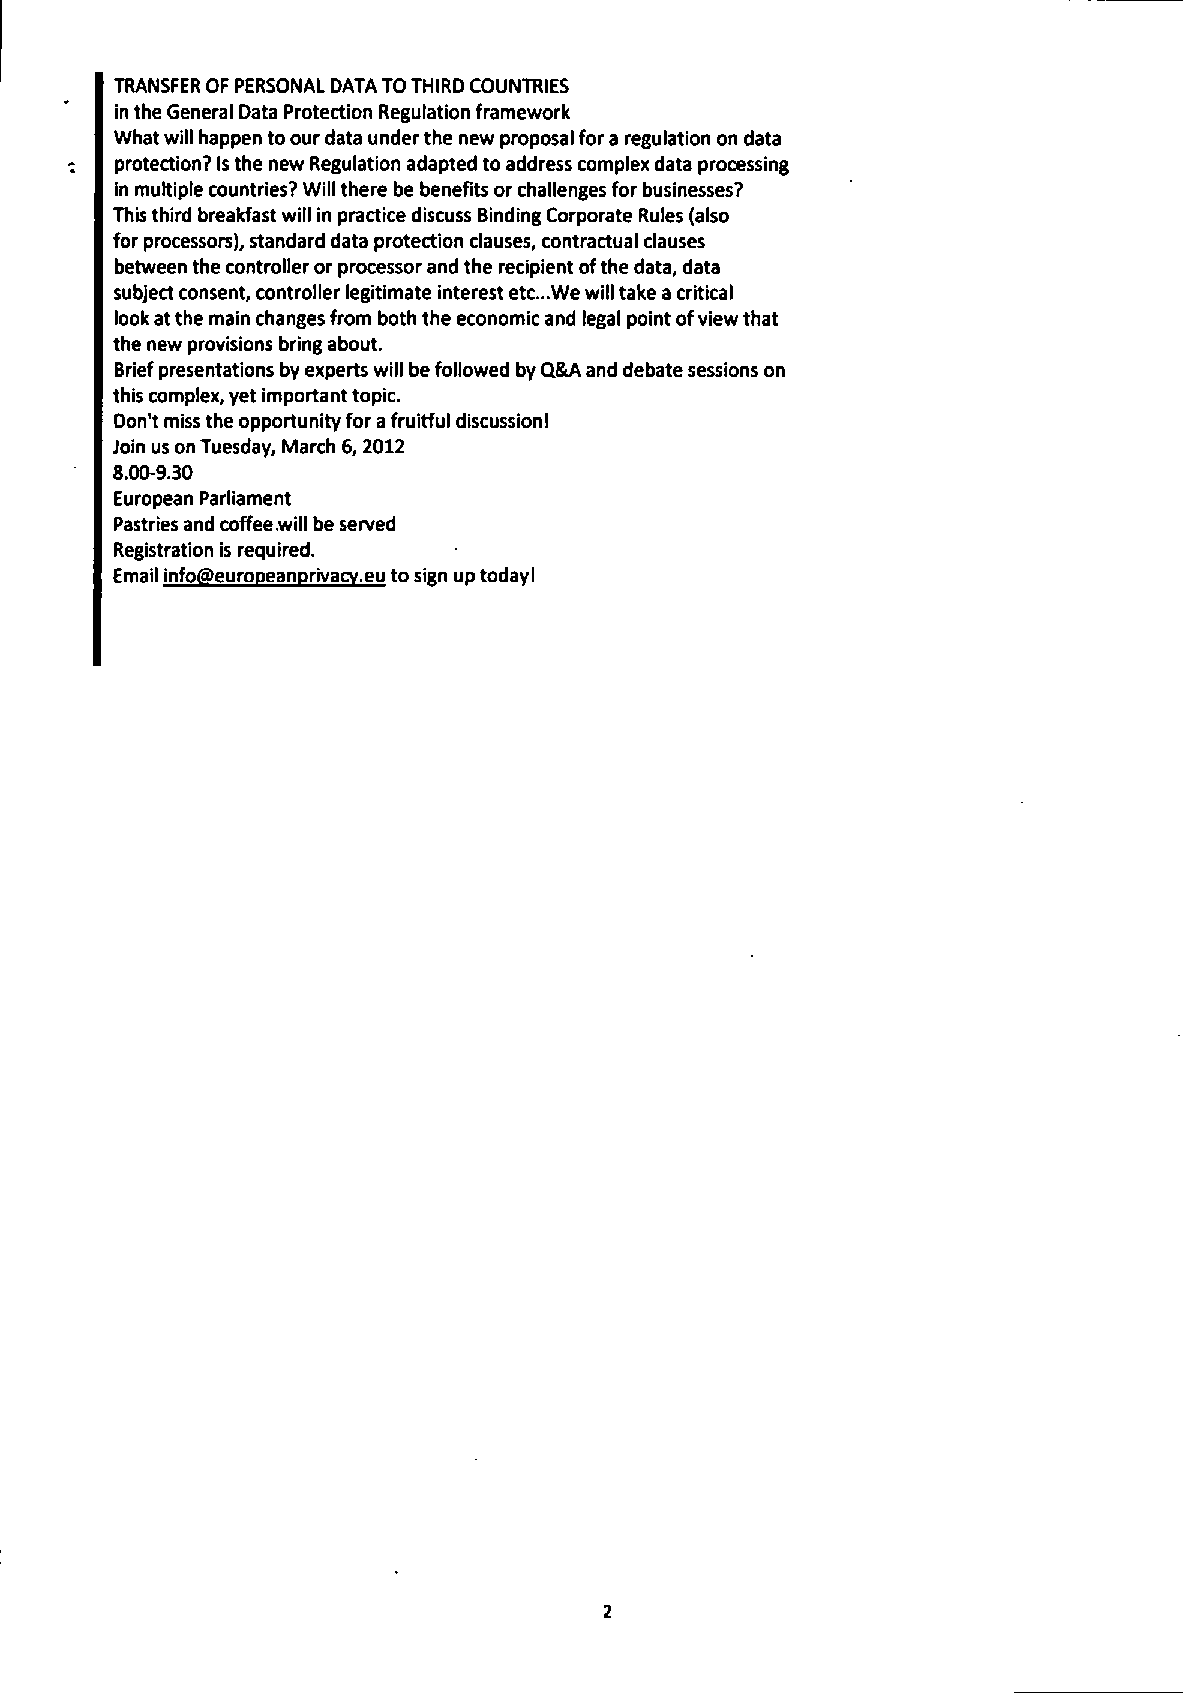 TRANSFER OF PERSONAL DATA TO THIRD COUNTRIES
in the General Data Protection Regulation framework
What will happen to our data under the new proposal for a regulation on data
protection? Is the new Regulation adapted to address complex data processing
in multiple countries? Will there be benefits or challenges for businesses?
This third breakfast will in practice discuss Binding Corporate Rules (also
for processors), standard data protection clauses, contractual clauses
between the controller or processor and the recipient of the data, data
subject consent, controller legitimate interest etc...We will take a critical
look at the main changes from both the economic and legal point of view that
the new provisions bring about.
Brief presentations by experts will be followed by Q&A and debate sessions on
this complex, yet important topic.
Don't miss the opportunity for a fruitful discussion!
Join us on Tuesday, March 6, 2012
8.00-9.30
European Parliament
Pastries and coffee will be served
Registration is required.
Email info@europeanprivacy.eu to sign up today!
2